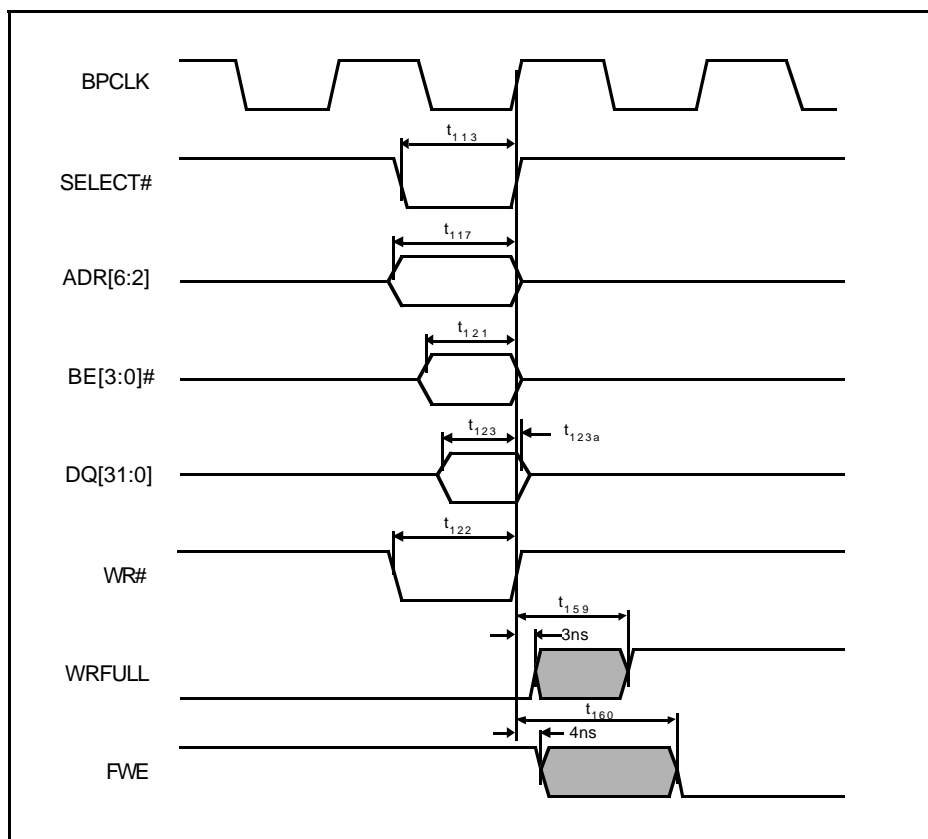 BPCLK
t113
SELECT#
t117
ADR[6:2]
t121
BE[3:0]#
t123
t123a
DQ[31:0]
t122
WR#
t159
3ns
WRFULL
t160
4ns
FWE